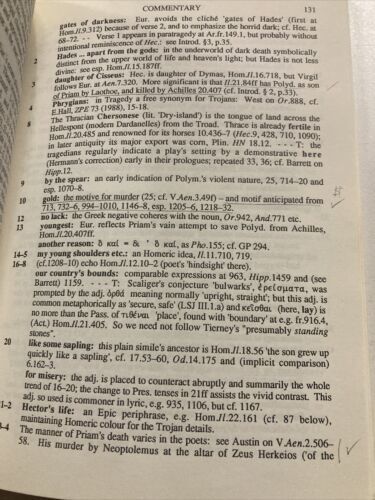 COMMENTARY 131
gates of darkness: Eur. avoids the cliché 'gates of Hades' (first at
Hom.Il.9.312) because of verse 2, and to emphasize the horrid dark; cf. Hec.
68-72. - - Verse 1 appears in paratragedy at Ar.fr.149.1, but probably without
intentional reminiscence of Hec.: see Introd. §3, p.35.
2 Hades ... apart from the gods: in the underworld of dark death symbolically
distinct from the upper world of life and heaven's light; but Hades is not less
divine: see esp. Hom.Il.15.187ff.
3 daughter of Cisseus: Hec. is daughter of Dymas, Hom.Il.16.718, but Virgil
follows Eur. at Aen.7.320. More significant is that Il.21.84ff has Polyd. as son
of Priam by Laothoe, and killed by Achilles 20.407 (cf. Introd. § 2, p.33).
4 Phrygians: in Tragedy a free synonym for Trojans: West on Or.888, cf.
E.Hall, ZPE 73 (1988), 15-18.
8 The Thracian Chersonese (lit. 'Dry-island') is the tongue of land across the
Hellespont (modern Dardanelles) from the Troad. Thrace is already fertile in
Hom.Il.20.485 and renowned for its horses 10.436-7 (Hec.9, 428, 710, 1090);
in later antiquity its major export was corn, Plin. HN 18.12. - - - T: the
tragedians regularly indicate a play's setting by a demonstrative here
(Hermann's correction) early in their prologues; repeated 33, 36; cf. Barrett on
Hipp.12.
9 by the spear: an early indication of Polym.'s violent nature, 25, 714-20 and
esp. 1070-8.
10 gold: the motive for murder (25; cf. V.Aen.3.49f) – and motif anticipated from
713, 732-6, 994-1010, 1146-8, esp. 1205-6, 1218-32.
12 no lack: the Greek negative coheres with the noun, Or.942, And.771 etc.
13 youngest: Eur. reflects Priam's vain attempt to save Polyd. from Achilles,
Hom.Il.20.407ff.
another reason: ὃ καί = δι ' ὃ καί, as Pho.155; cf. GP 294.
14-5 my young shoulders etc.: an Homeric idea, Il.11.710, 719.
16-8 (cf.1208-10) echo Hom.Il.12.10-2 (poet's 'hindsight' there).
our country's bounds: comparable expressions at 963, Hipp.1459 (and see
Barrett) 1159. - - - T: Scaliger's conjecture 'bulwarks', ἐρείσματα, was
prompted by the adj. ὀρθά meaning normally 'upright, straight'; but this adj. is
common metaphorically as 'secure, safe' (LSJ III.1.a) and κεῖσθαι (here, lay) is
no more than the Pass. of τιθέναι 'place', found with 'boundary' at e.g. fr.916.4,
(Act.) Hom.Il.21.405. So we need not follow Tierney's "presumably standing
stones".
20 like some sapling: this plain simile's ancestor is Hom.Il.18.56 'the son grew up
quickly like a sapling', cf. 17.53-60, Od.14.175 and (implicit comparison)
6.162-3.
for misery: the adj. is placed to counteract abruptly and summarily the whole
trend of 16-20; the change to Pres. tenses in 21ff assists the vivid contrast. This
adj. so used is commoner in lyric, e.g. 935, 1106, but cf. 1167.
1-2 Hector's life: an Epic periphrase, e.g. Hom.Il.22.161 (cf. 87 below),
maintaining Homeric colour for the Trojan details.
3-4 The manner of Priam's death varies in the poets: see Austin on V.Aen.2.506–
58. His murder by Neoptolemus at the altar of Zeus Herkeios ('of the